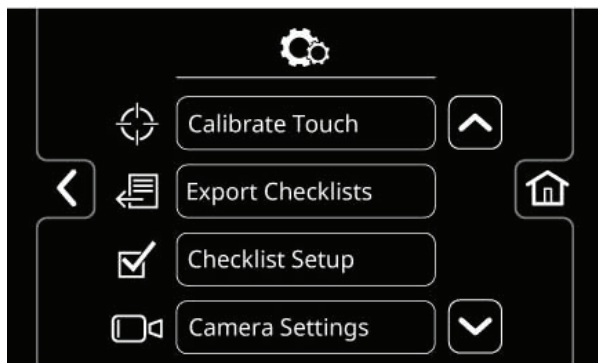 Calibrate Touch
Export Checklists
Checklist Setup
Camera Settings